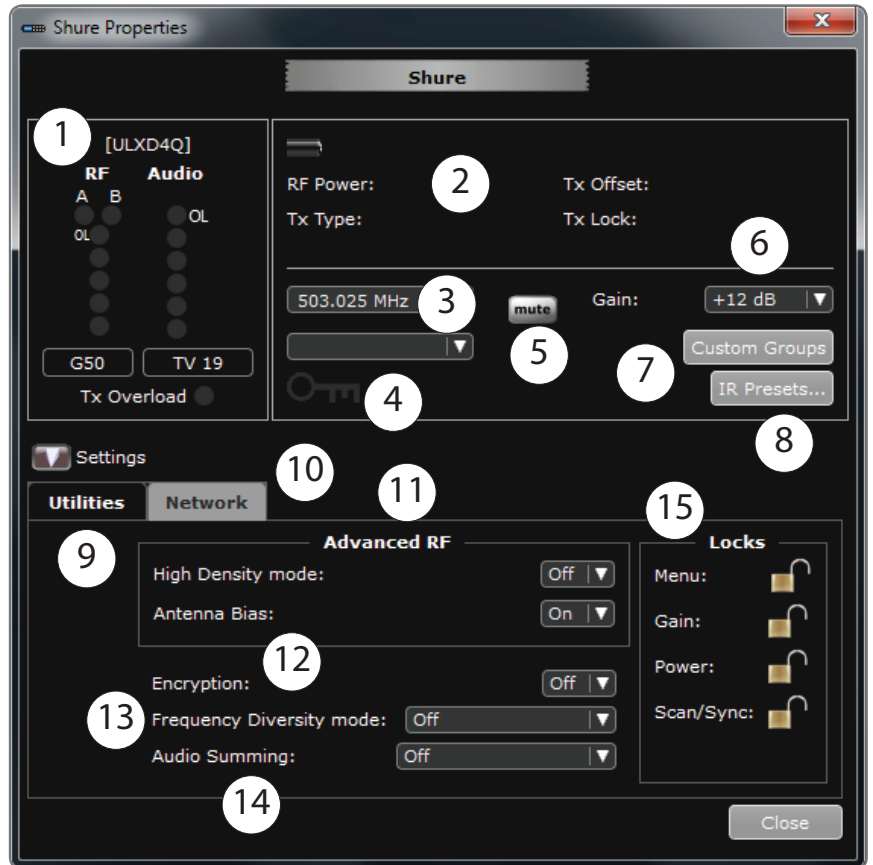 Shure Properties
Shure
1
[ULXD4Q]
RF Audio
A B
OL
OL
G50 TV 19
Tx Overload
2
RF Power: Tx Offset:
Tx Type: Tx Lock:
6
503.025 MHz 3 mute Gain: +12 dB
5
7 Custom Groups
4 IR Presets...
8
Settings
10
11
Utilities Network
15
9
Advanced RF
High Density mode: Off
Antenna Bias: On
12
Encryption: Off
13 Frequency Diversity mode: Off
Audio Summing: Off
14
Locks
Menu:
Gain:
Power:
Scan/Sync:
Close